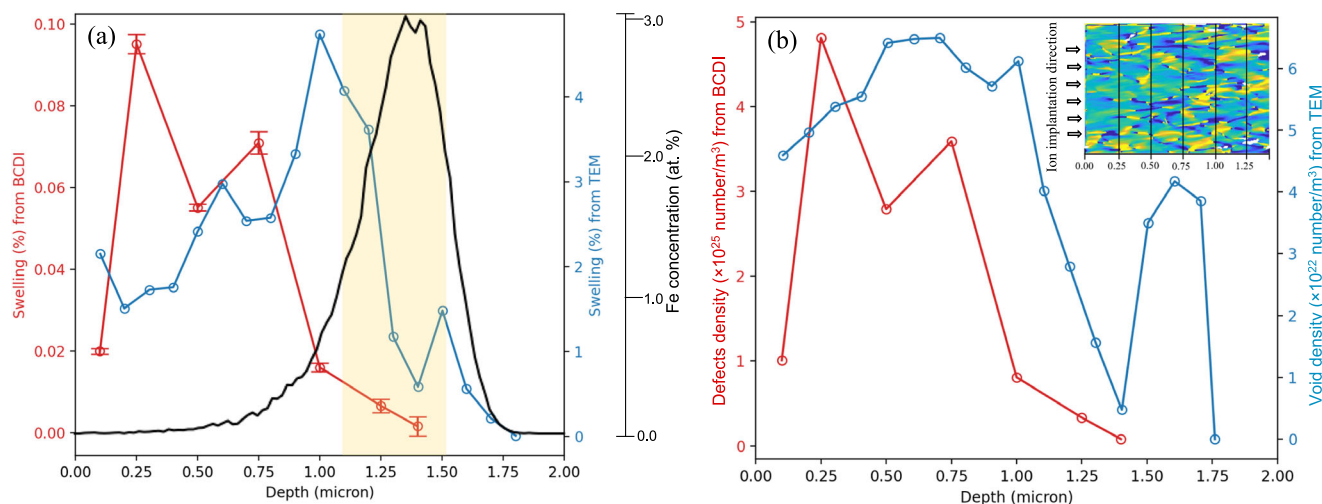 (a)
Swelling (%) from BCDI
0.10
0.08
0.06
0.04
0.02
0.00
0.00 0.25 0.50 0.75 1.00 1.25 1.50 1.75 2.00
Depth (micron)
4
3
2
1
0
Swelling (%) from TEM
3.0
2.0
1.0
0.0
Fe concentration (at. %)
(b)
Defects density (×10²⁵ number/m³) from BCDI
5
4
3
2
1
0
0.00 0.25 0.50 0.75 1.00 1.25 1.50 1.75 2.00
Depth (micron)
6
5
4
3
2
1
0
Void density (×10²² number/m³) from TEM
Ion implantation direction
0.00 0.25 0.50 0.75 1.00 1.25